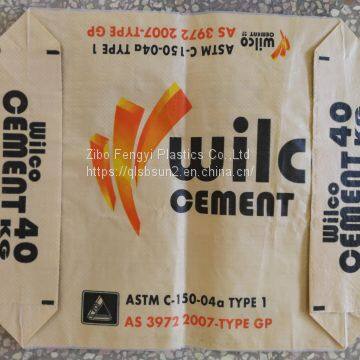 wilco
CEMENT
AS 3972 2007-TYPE GP
ASTM C-150-04a TYPE 1
Wilco
CEMENT 40
KG
Zibo Fengyi Plastics Co.,Ltd
https://qlsbsun2.en.made
wilc
CEMENT
Wilco
CEMENT 40
KG
ASTM C-150-04a TYPE 1
AS 3972 2007-TYPE GP